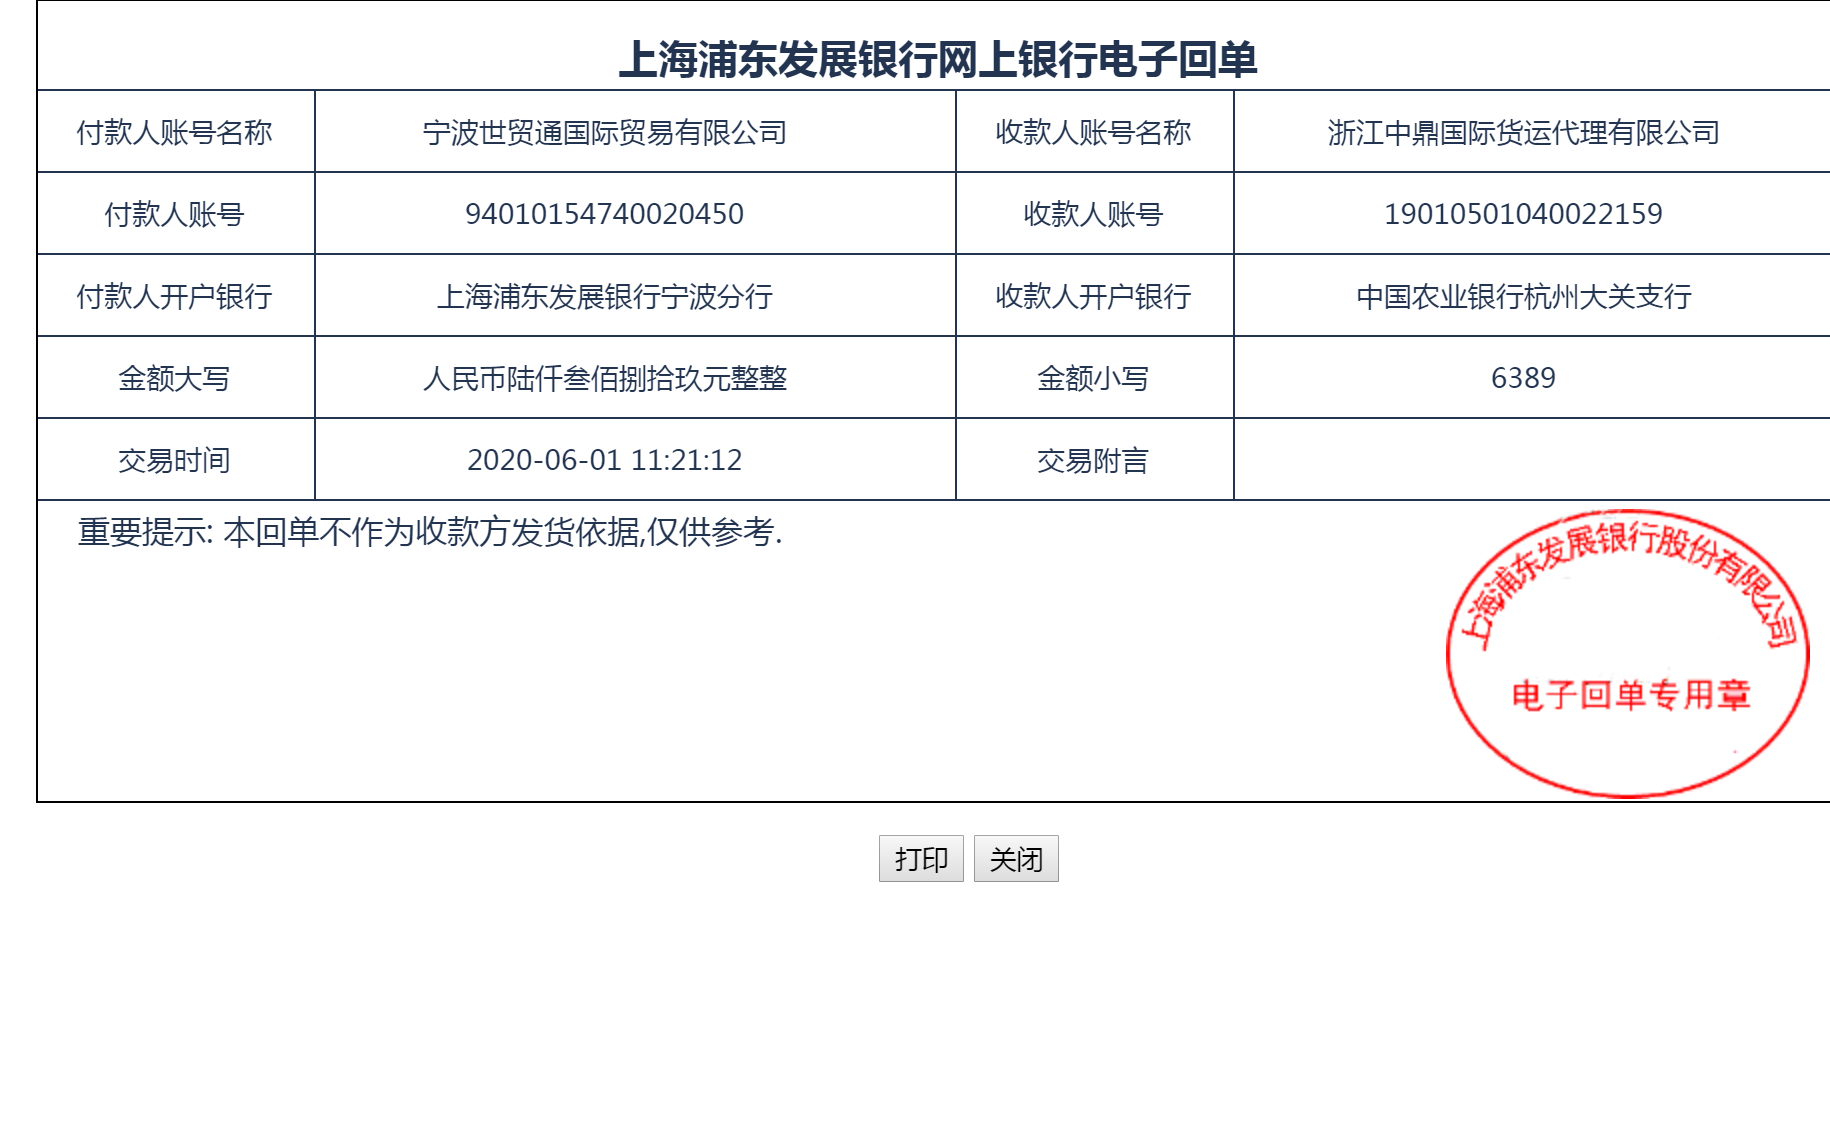 上海浦东发展银行网上银行电子回单
付款人账号名称 宁波世贸通国际贸易有限公司 收款人账号名称 浙江中鼎国际货运代理有限公司
付款人账号 94010154740020450 收款人账号 19010501040022159
付款人开户银行 上海浦东发展银行宁波分行 收款人开户银行 中国农业银行杭州大关支行
金额大写 人民币陆仟叁佰捌拾玖元整整 金额小写 6389
交易时间 2020-06-01 11:21:12 交易附言
重要提示: 本回单不作为收款方发货依据,仅供参考.
上海浦东发展银行股份有限公司
电子回单专用章
打印 关闭